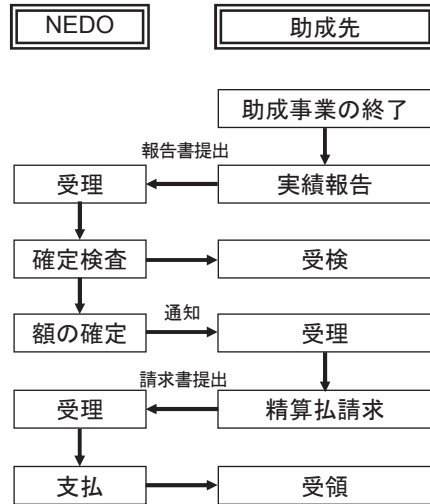 NEDO
助成先
助成事業の終了
報告書提出
受理
実績報告
確定検査
受検
通知
額の確定
受理
請求書提出
受理
精算払請求
支払
受領